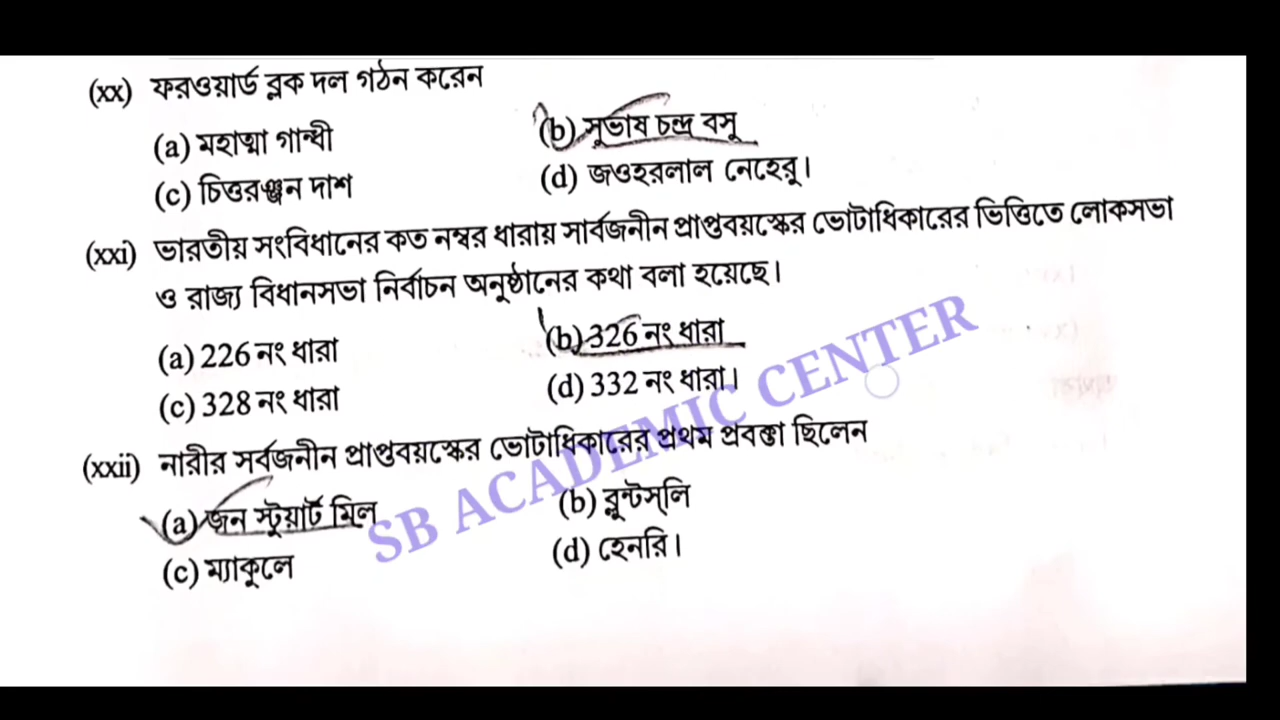 (xx) ফরওয়ার্ড ব্লক দল গঠন করেন
(a) মহাত্মা গান্ধী (b) সুভাষ চন্দ্র বসু
(c) চিত্তরঞ্জন দাশ (d) জওহরলাল নেহেরু।
(xxi) ভারতীয় সংবিধানের কত নম্বর ধারায় সার্বজনীন প্রাপ্তবয়স্কের ভোটাধিকারের ভিত্তিতে লোকসভা
ও রাজ্য বিধানসভা নির্বাচন অনুষ্ঠানের কথা বলা হয়েছে।
(a) 226 নং ধারা (b) 326 নং ধারা
(c) 328 নং ধারা (d) 332 নং ধারা।
(xxii) নারীর সর্বজনীন প্রাপ্তবয়স্কের ভোটাধিকারের প্রথম প্রবক্তা ছিলেন
(a) জন স্টুয়ার্ট মিল (b) ব্লুন্টস্‌লি
(c) ম্যাকুলে (d) হেনরি।
SB ACADEMIC CENTER